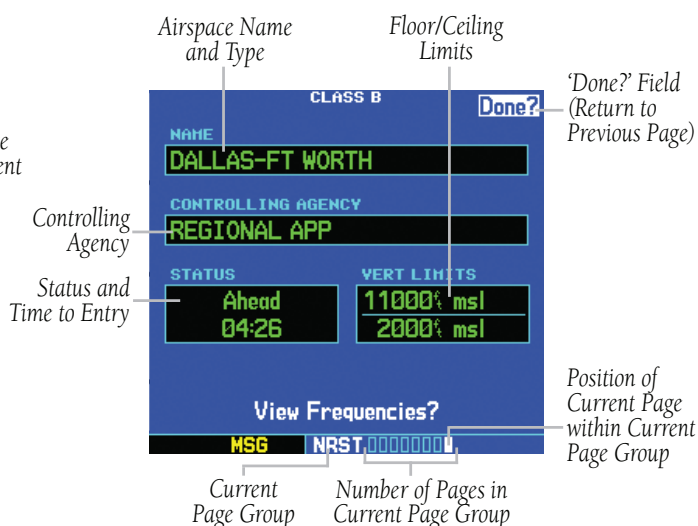 Airspace Name
and Type
Floor/Ceiling
Limits
'Done?' Field
(Return to
Previous Page)
CLASS B
Done?
NAME
DALLAS-FT WORTH
CONTROLLING AGENCY
REGIONAL APP
Controlling
Agency
STATUS
VERT LIMITS
Status and
Time to Entry
Ahead
04:26
11000ft msl
2000ft msl
View Frequencies?
MSG
NRST
Position of
Current Page
within Current
Page Group
Current
Page Group
Number of Pages in
Current Page Group